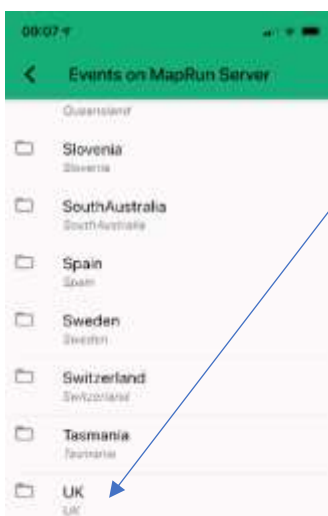 09:07
Events on MapRun Server
Queensland
Slovenia
Slovenia
SouthAustralia
SouthAustralia
Spain
Spain
Sweden
Sweden
Switzerland
Switzerland
Tasmania
Tasmania
UK
UK